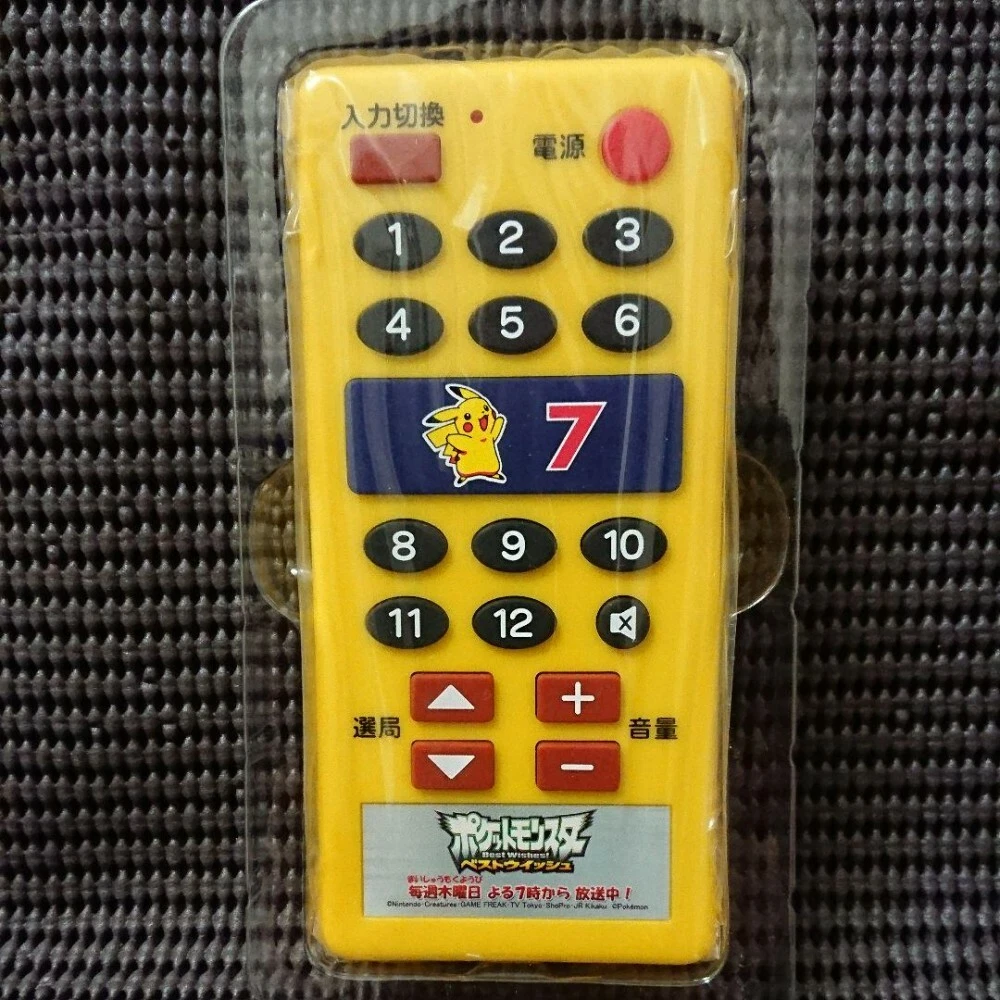 入力切換
電源
1 2 3
4 5 6
7
8 9 10
11 12
選局 + 音量
−
ポケットモンスター
Best Wishes!
ベストウイッシュ
まいしゅうもくようび
毎週木曜日 よる7時から 放送中!
©Nintendo・Creatures・GAME FREAK・TV Tokyo・ShoPro・JR Kikaku ©Pokémon